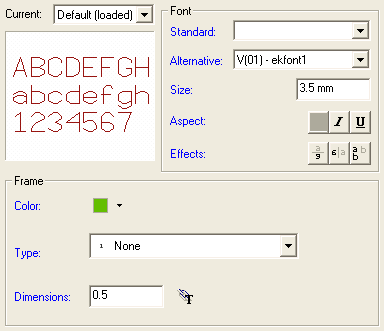 Current: Default (loaded)
ABCDEFGH
abcdefgh
1234567
Font
Standard:
Alternative: V(01) - ekfont1
Size: 3.5 mm
Aspect: I U
Effects: a a a|a a b b
Frame
Color:
Type: 1 None
Dimensions: 0.5 T